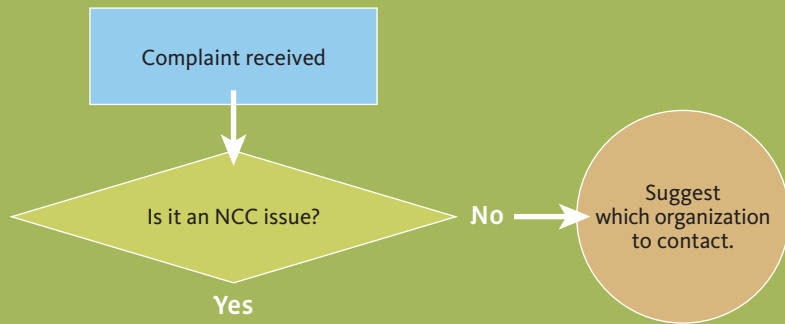 Complaint received
Is it an NCC issue?
No
Suggest
which organization
to contact.
Yes